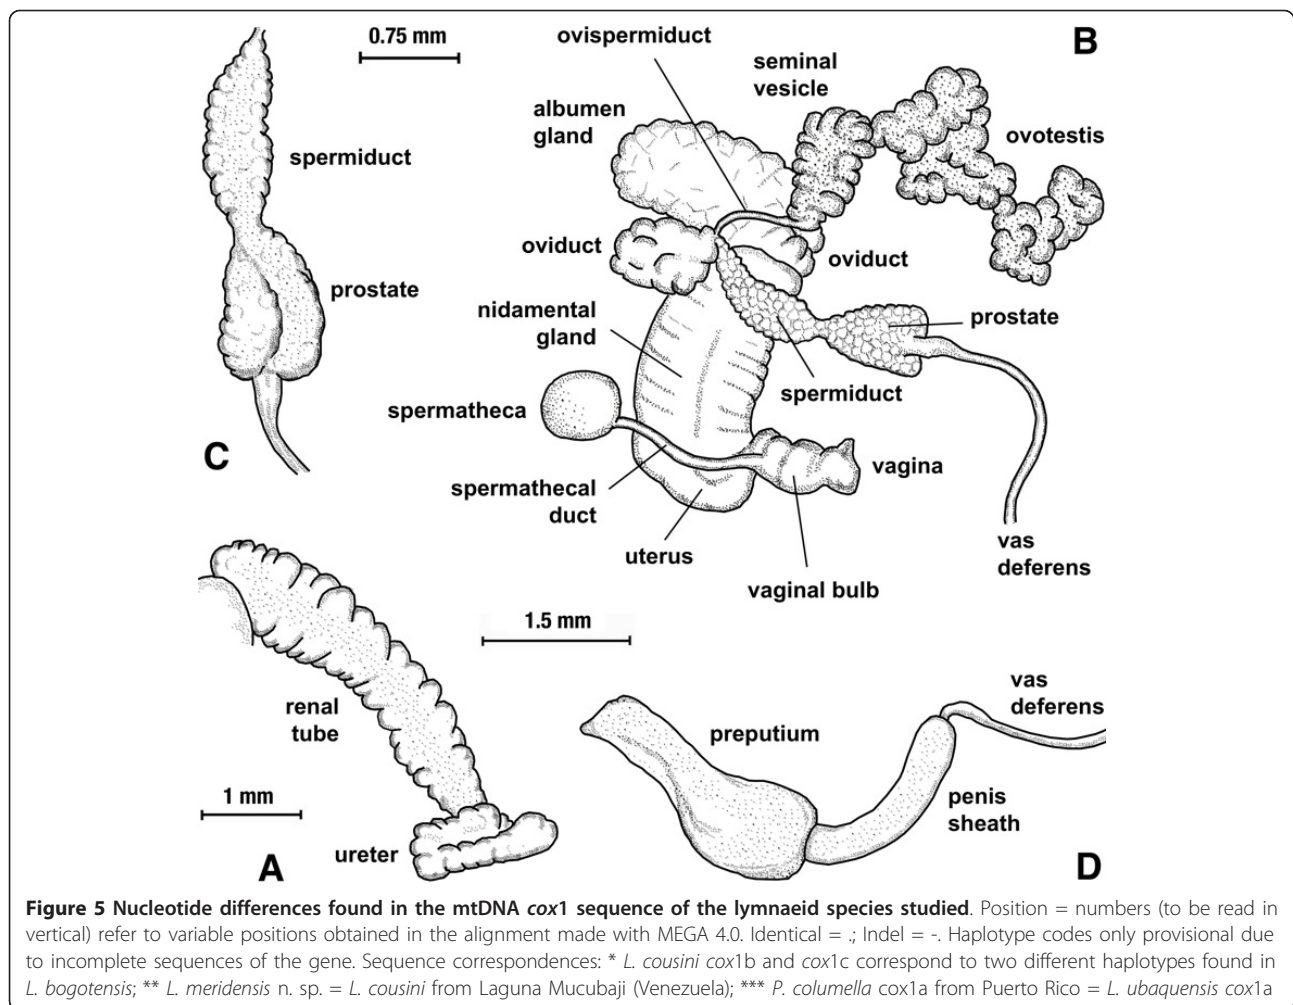 0.75 mm
ovispermiduct
B
seminal
vesicle
albumen
gland
ovotestis
spermiduct
oviduct
oviduct
prostate
nidamental
gland
prostate
spermiduct
spermatheca
C
vagina
spermathecal
duct
uterus
vas
deferens
vaginal bulb
1.5 mm
renal
tube
vas
deferens
preputium
1 mm
penis
sheath
ureter
A
D
Figure 5 Nucleotide differences found in the mtDNA cox1 sequence of the lymnaeid species studied. Position = numbers (to be read in
vertical) refer to variable positions obtained in the alignment made with MEGA 4.0. Identical = .; Indel = -. Haplotype codes only provisional due
to incomplete sequences of the gene. Sequence correspondences: * L. cousini cox1b and cox1c correspond to two different haplotypes found in
L. bogotensis; ** L. meridensis n. sp. = L. cousini from Laguna Mucubaji (Venezuela); *** P. columella cox1a from Puerto Rico = L. ubaquensis cox1a